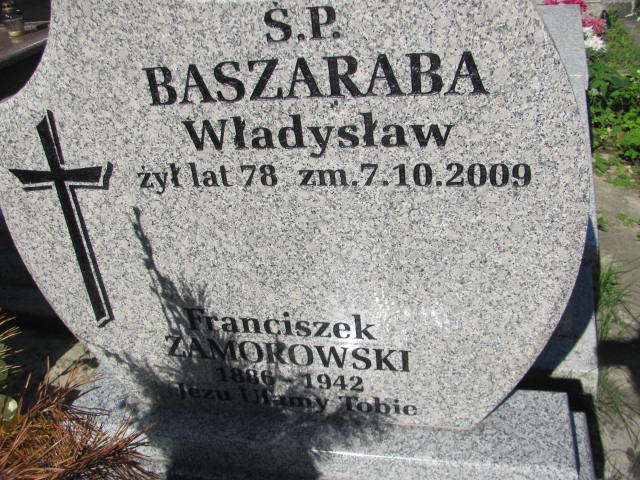 Ś.P.
BASZARABA
Władysław
żył lat 78 zm.7.10.2009
Franciszek
ZAMOROWSKI
1886 - 1942
Jezu Ufamy Tobie